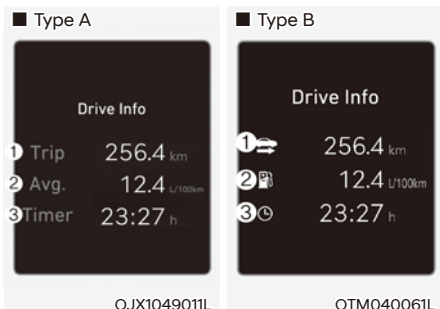 ■ Type A
Drive Info
1 Trip 256.4 km
2 Avg. 12.4 L/100km
3 Timer 23:27 h
OJX1049011L
■ Type B
Drive Info
1 256.4 km
2 12.4 L/100km
3 23:27 h
OTM040061L